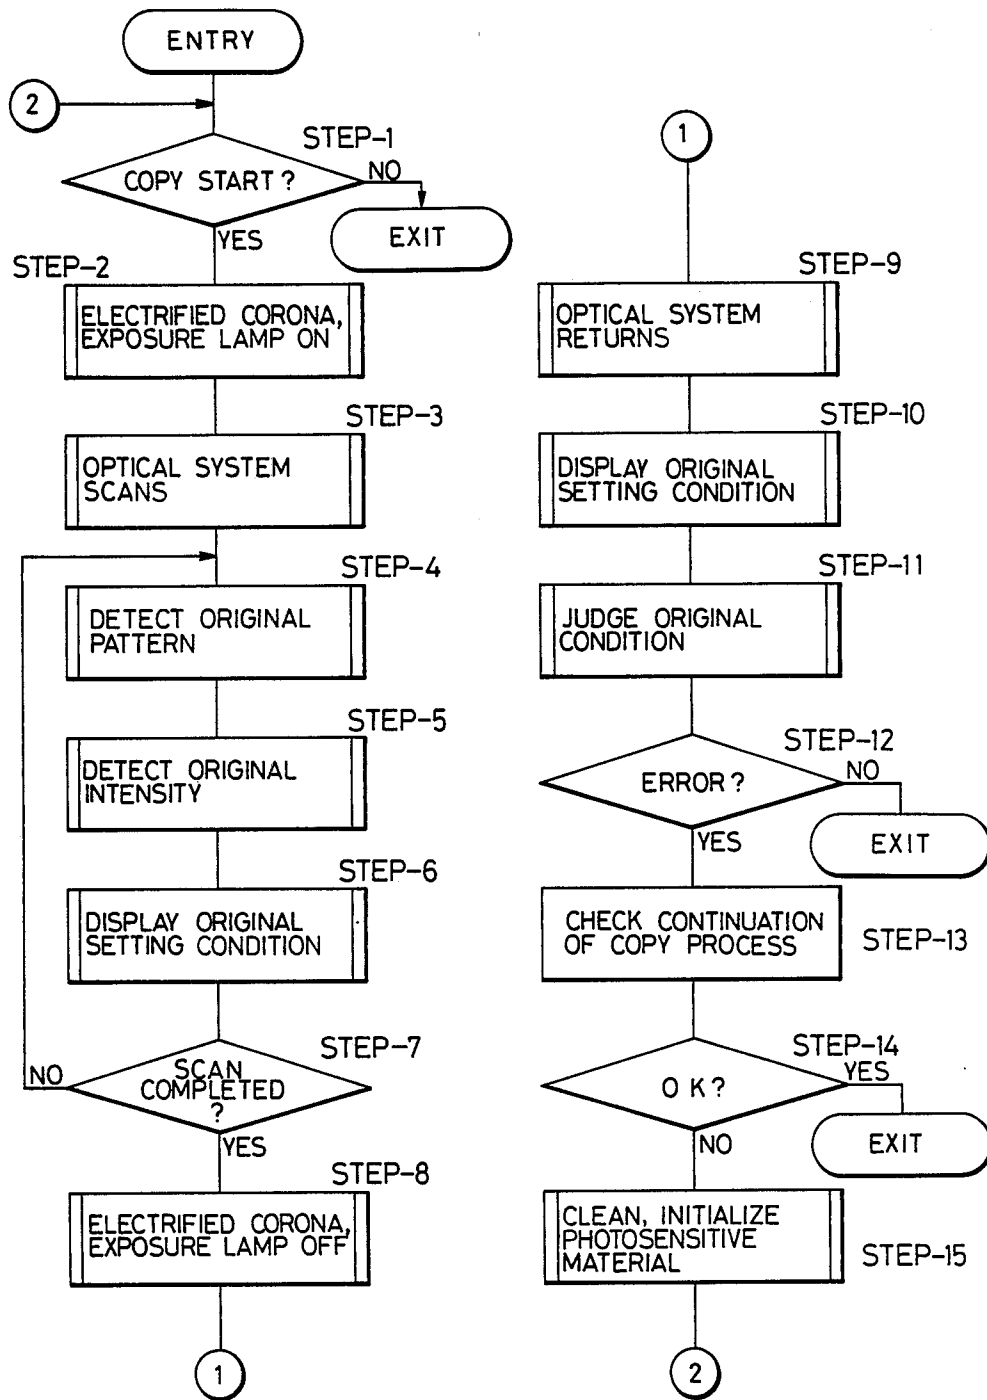 ENTRY
2
STEP-1
COPY START?
NO
EXIT
YES
STEP-2
ELECTRIFIED CORONA,
EXPOSURE LAMP ON
STEP-3
OPTICAL SYSTEM
SCANS
STEP-4
DETECT ORIGINAL
PATTERN
STEP-5
DETECT ORIGINAL
INTENSITY
STEP-6
DISPLAY ORIGINAL
SETTING CONDITION
STEP-7
SCAN
COMPLETED
?
NO
YES
STEP-8
ELECTRIFIED CORONA,
EXPOSURE LAMP OFF
1
1
STEP-9
OPTICAL SYSTEM
RETURNS
STEP-10
DISPLAY ORIGINAL
SETTING CONDITION
STEP-11
JUDGE ORIGINAL
CONDITION
STEP-12
ERROR?
NO
EXIT
YES
CHECK CONTINUATION
OF COPY PROCESS
STEP-13
STEP-14
OK?
YES
EXIT
NO
CLEAN, INITIALIZE
PHOTOSENSITIVE
MATERIAL
STEP-15
2